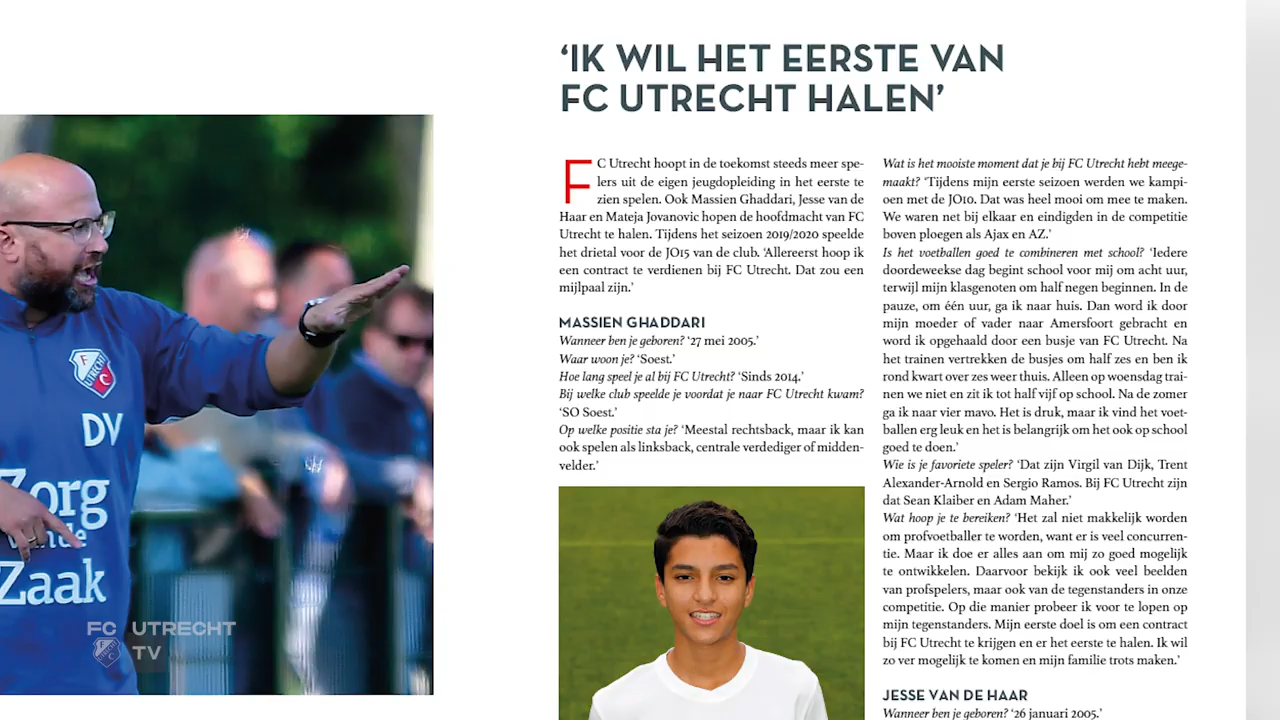 ‘IK WIL HET EERSTE VAN
FC UTRECHT HALEN’
FC Utrecht hoopt in de toekomst steeds meer spe-
lers uit de eigen jeugdopleiding in het eerste te
zien spelen. Ook Massien Ghaddari, Jesse van de
Haar en Mateja Jovanovic hopen de hoofdmacht van FC
Utrecht te halen. Tijdens het seizoen 2019/2020 speelde
het drietal voor de JO15 van de club. ‘Allereerst hoop ik
een contract te verdienen bij FC Utrecht. Dat zou een
mijlpaal zijn.’
MASSIEN GHADDARI
Wanneer ben je geboren? ‘27 mei 2005.’
Waar woon je? ‘Soest.’
Hoe lang speel je al bij FC Utrecht? ‘Sinds 2014.’
Bij welke club speelde je voordat je naar FC Utrecht kwam?
‘SO Soest.’
Op welke positie sta je? ‘Meestal rechtsback, maar ik kan
ook spelen als linksback, centrale verdediger of midden-
velder.’
Wat is het mooiste moment dat je bij FC Utrecht hebt meege-
maakt? ‘Tijdens mijn eerste seizoen werden we kampi-
oen met de JO10. Dat was heel mooi om mee te maken.
We waren net bij elkaar en eindigden in de competitie
boven ploegen als Ajax en AZ.’
Is het voetballen goed te combineren met school? ‘Iedere
doordeweekse dag begint school voor mij om acht uur,
terwijl mijn klasgenoten om half negen beginnen. In de
pauze, om één uur, ga ik naar huis. Dan word ik door
mijn moeder of vader naar Amersfoort gebracht en
word ik opgehaald door een busje van FC Utrecht. Na
het trainen vertrekken de busjes om half zes en ben ik
rond kwart over zes weer thuis. Alleen op woensdag trai-
nen we niet en zit ik tot half vijf op school. Na de zomer
ga ik naar vier mavo. Het is druk, maar ik vind het voet-
ballen erg leuk en het is belangrijk om het ook op school
goed te doen.’
Wie is je favoriete speler? ‘Dat zijn Virgil van Dijk, Trent
Alexander-Arnold en Sergio Ramos. Bij FC Utrecht zijn
dat Sean Klaiber en Adam Maher.’
Wat hoop je te bereiken? ‘Het zal niet makkelijk worden
om profvoetballer te worden, want er is veel concurren-
tie. Maar ik doe er alles aan om mij zo goed mogelijk
te ontwikkelen. Daarvoor bekijk ik ook veel beelden
van profspelers, maar ook van de tegenstanders in onze
competitie. Op die manier probeer ik voor te lopen op
mijn tegenstanders. Mijn eerste doel is om een contract
bij FC Utrecht te krijgen en er het eerste te halen. Ik wil
zo ver mogelijk te komen en mijn familie trots maken.’
JESSE VAN DE HAAR
Wanneer ben je geboren? ‘26 januari 2005.’
DV
Zorg
van de
Zaak
FC UTRECHT
TV